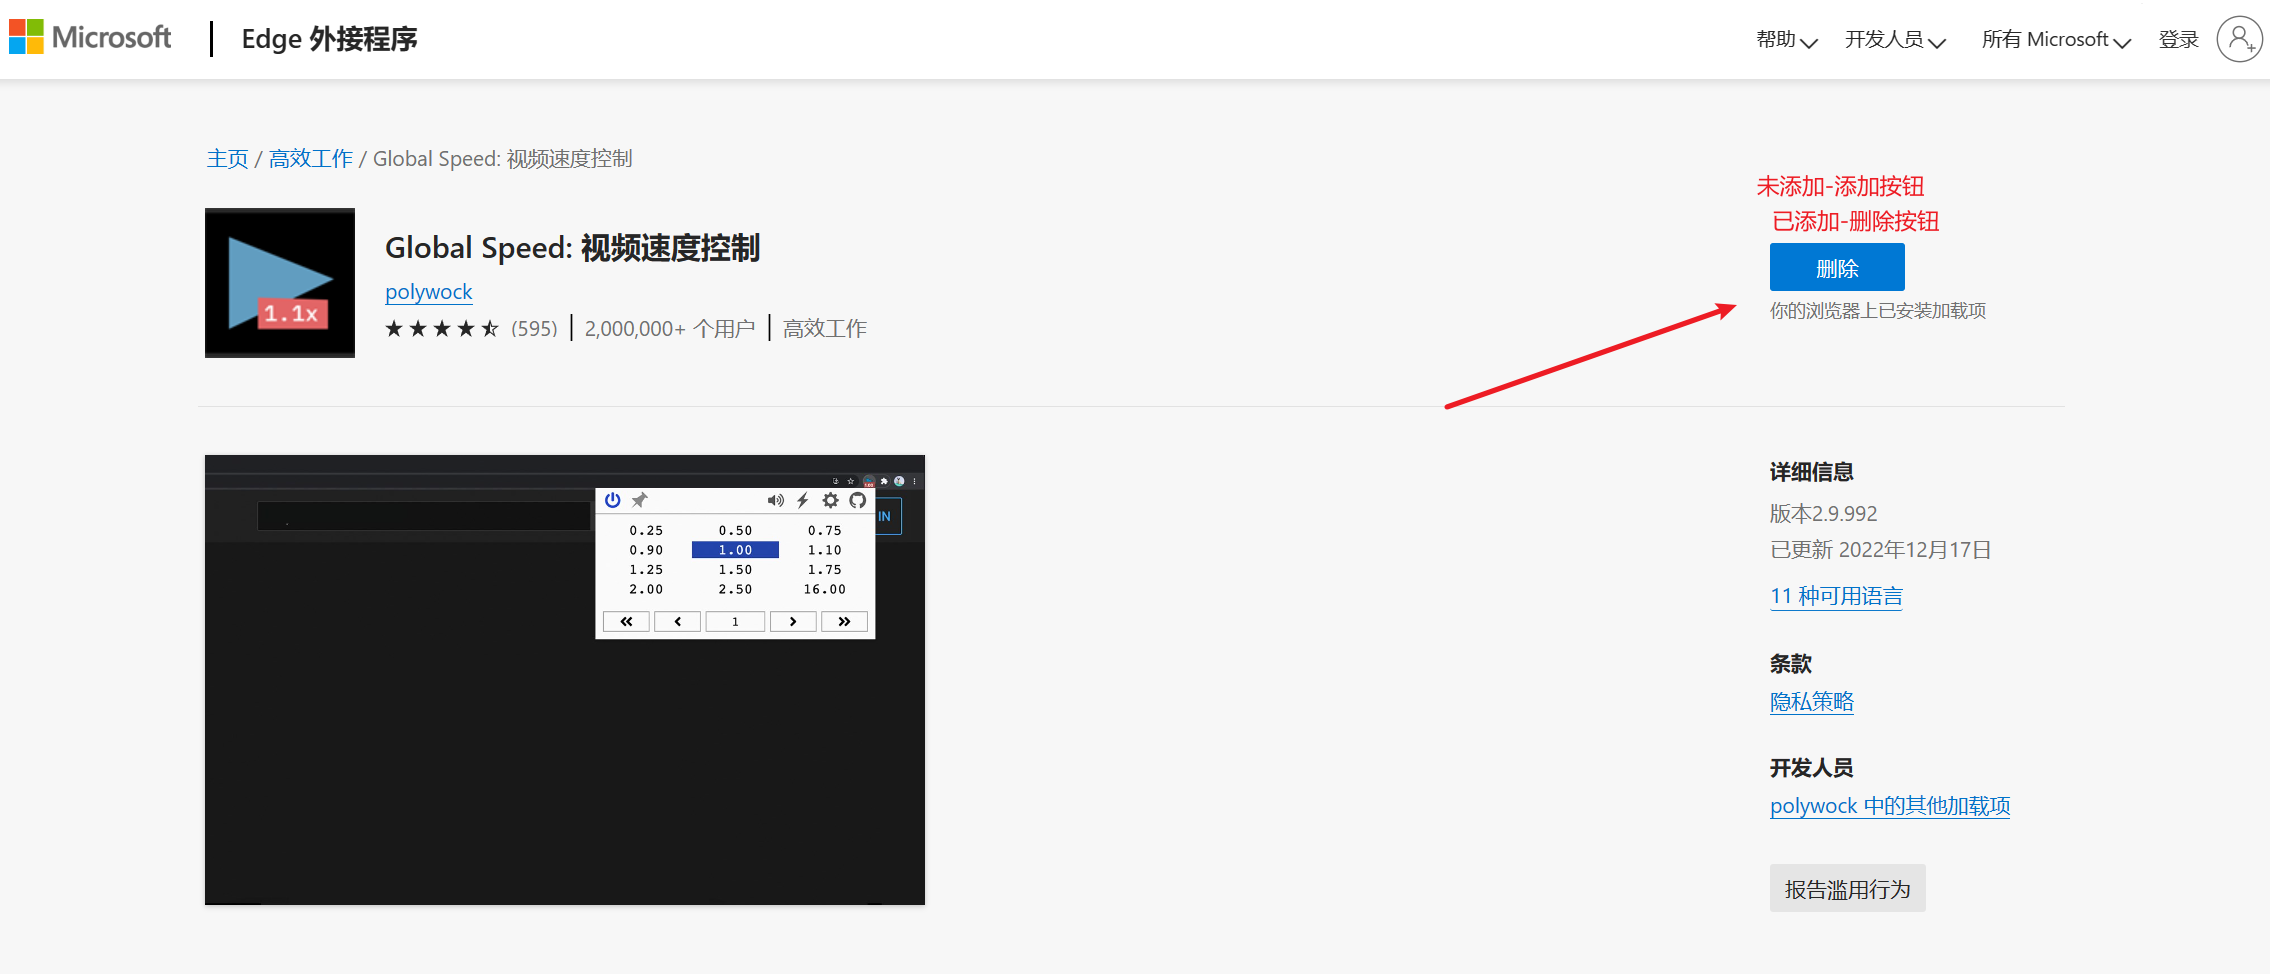 Microsoft
Edge 外接程序
帮助
开发人员
所有 Microsoft
登录
主页 / 高效工作 / Global Speed: 视频速度控制
未添加-添加按钮
已添加-删除按钮
1.1x
Global Speed: 视频速度控制
polywock
(595)
2,000,000+ 个用户
高效工作
删除
你的浏览器上已安装加载项
1.00
IN
0.25 0.50 0.75
0.90 1.00 1.10
1.25 1.50 1.75
2.00 2.50 16.00
1
详细信息
版本2.9.992
已更新 2022年12月17日
11 种可用语言
条款
隐私策略
开发人员
polywock 中的其他加载项
报告滥用行为